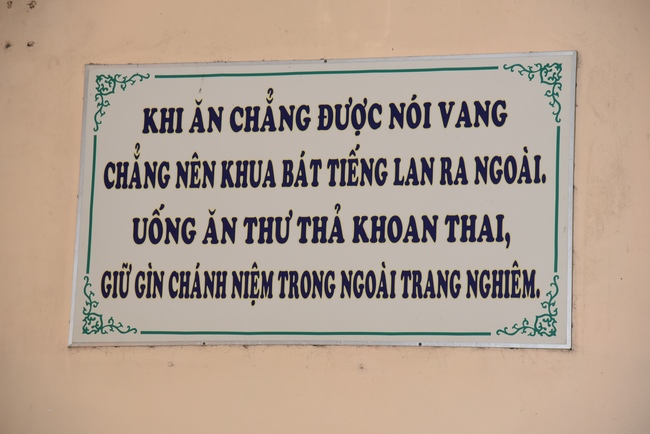 KHI ĂN CHẲNG ĐƯỢC NÓI VANG
CHẲNG NÊN KHUA BÁT TIẾNG LAN RA NGOÀI.
UỐNG ĂN THƯ THẢ KHOAN THAI,
GIỮ GÌN CHÁNH NIỆM TRONG NGOÀI TRANG NGHIÊM.